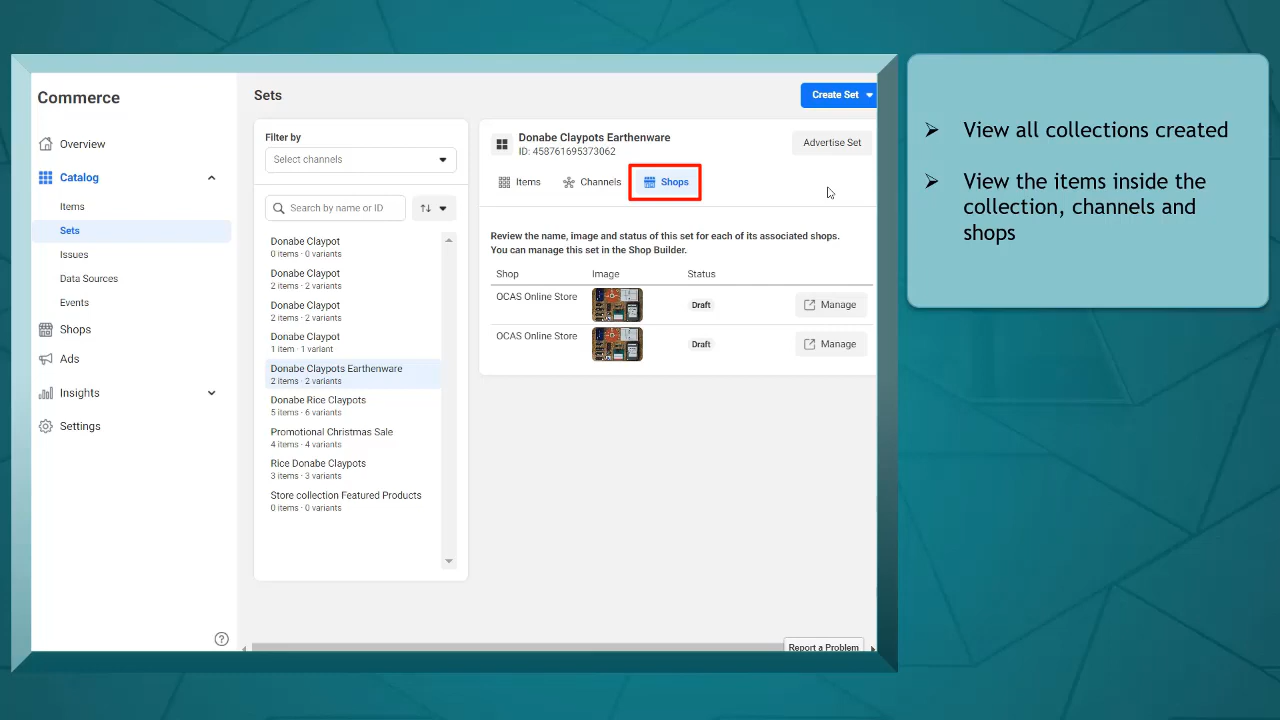 Commerce
Overview
Catalog
Items
Sets
Issues
Data Sources
Events
Shops
Ads
Insights
Settings
Sets
Create Set
Filter by
Select channels
Search by name or ID
Donabe Claypot
0 items · 0 variants
Donabe Claypot
2 items · 2 variants
Donabe Claypot
2 items · 2 variants
Donabe Claypot
1 item · 1 variant
Donabe Claypots Earthenware
2 items · 2 variants
Donabe Rice Claypots
5 items · 6 variants
Promotional Christmas Sale
4 items · 4 variants
Rice Donabe Claypots
3 items · 3 variants
Store collection Featured Products
0 items · 0 variants
Donabe Claypots Earthenware
ID: 458761695373062
Advertise Set
Items Channels Shops
Review the name, image and status of this set for each of its associated shops.
You can manage this set in the Shop Builder.
Shop Image Status
OCAS Online Store Draft Manage
OCAS Online Store Draft Manage
Report a Problem
View all collections created
View the items inside the
collection, channels and
shops